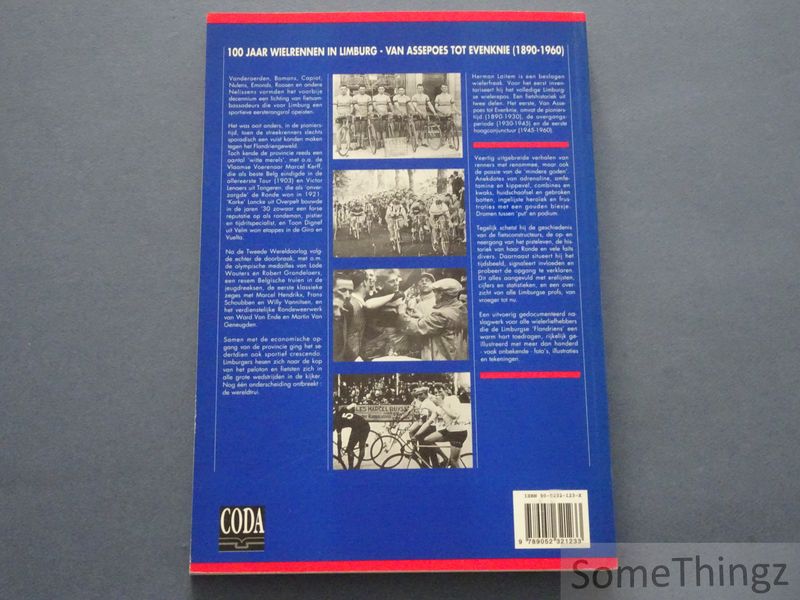 100 JAAR WIELRENNEN IN LIMBURG - VAN ASSEPOES TOT EVENKNIE (1890-1960)
Vanderaerden, Bomans, Capiot,
Nulens, Emonds, Roosen en andere
Nelissens vormden het voorbije
decennium een lichting van fietsam-
bassadeurs die voor Limburg een
sportieve eersterangsrol opeisten.
Het was ooit anders, in de pioniers-
tijd, toen de streekrenners slechts
sporadisch een vuist konden maken
tegen het Flandriengeweld.
Toch kende de provincie reeds een
aantal 'witte merels', met o.a. de
Vlaamse Voerenaar Marcel Kerff,
die als beste Belg eindigde in de
allereerste Tour (1903) en Victor
Lenaers uit Tongeren, die als 'onver-
zorgde' de Ronde won in 1921.
'Karke' Loncke uit Overpelt bouwde
in de jaren '30 zowaar een forse
reputatie op als rondeman, pistier
en tijdritspecialist, en Toon Dignef
uit Velm won etappes in de Giro en
Vuelta.
Na de Tweede Wereldoorlog volg-
de echter de doorbraak, met o.m.
de olympische medailles van Lode
Wouters en Robert Grondelaers,
een resem Belgische truien in de
jeugdreeksen, de eerste klassieke
zeges met Marcel Hendrikx, Frans
Schoubben en Willy Vannitsen, en
het verdienstelijke Rondewerwerk
van Ward Van Ende en Martin Van
Geneugden.
Samen met de economische op-
gang van de provincie ging het se-
dertdien ook sportief crescendo.
Limburgers hesen zich naar de kop
van het peloton en fietsten zich in
alle grote wedstrijden in de kijker.
Nog één onderscheiding ontbreekt :
de wereldtrui.
LES MARCEL BUYSSE
Herman Laitem is een beslagen
wielerfreak. Voor het eerst inven-
toriseert hij het volledige Limburg-
se wielerepos. Een fietshistoriek uit
twee delen. Het eerste, Van Asse-
poes tot Evenknie, omvat de pioniers-
tijd (1890-1930), de overgangs-
periode (1930-1945) en de eerste
hoogconjunctuur (1945-1960).
Veertig uitgebreide verhalen van
renners met renommee, maar ook
de passie van de 'mindere goden'.
Anekdotes van adrenaline, amfe-
tamine en kippevel, combines en
kwaks, huidschaafsel en gebroken
botten, ingelijste heroïek en frus-
traties met een gouden biesje.
Dromen tussen 'put' en podium.
Tegelijk schetst hij de geschiedenis
van de fietsconstructeurs, de op- en
neergang van het pisteleven, de his-
toriek van haar Ronde en vele faits
divers. Daarnaast situeert hij het
tijdsbeeld, signaleert invloeden en
probeert de opgang te verklaren.
Dit alles aangevuld met erelijsten,
cijfers en statistieken, en een over-
zicht van alle Limburgse profs, van
vroeger tot nu.
Een uitvoerig gedocumenteerd na-
slagwerk voor alle wielerliefhebbers
die de Limburgse 'Flandriens' een
warm hart toedragen, rijkelijk ge-
illustreerd met meer dan honderd
- vaak onbekende - foto's, illustraties
en tekeningen.
CODA
ISBN 90-5232-123-X
9 789052 321233
SomeThingz